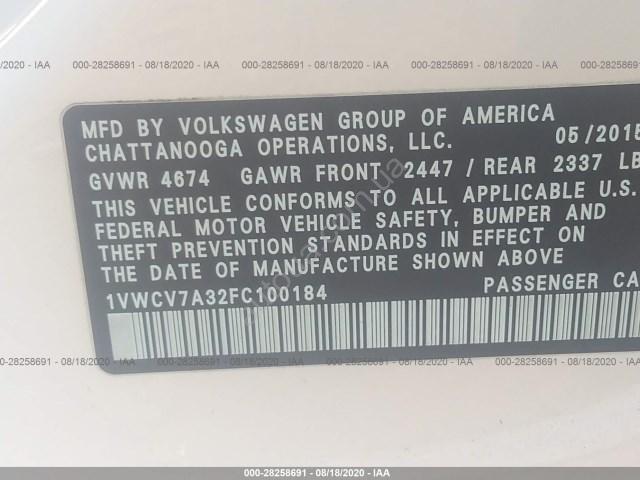 8/2020 - IAA 000-28258691 - 08/18/2020 - IAA 000-28258691 - 08/18/2020 - IAA 000-28258691 - 08/18/2020 - IAA
MFD BY VOLKSWAGEN GROUP OF AMERICA
CHATTANOOGA OPERATIONS, LLC. 05/2015
GVWR 4674 GAWR FRONT 2447 / REAR 2337 LB
THIS VEHICLE CONFORMS TO ALL APPLICABLE U.S.
FEDERAL MOTOR VEHICLE SAFETY, BUMPER AND
THEFT PREVENTION STANDARDS IN EFFECT ON
THE DATE OF MANUFACTURE SHOWN ABOVE
1VWCV7A32FC100184 PASSENGER CA
8/2020 - IAA 000-28258691 - 08/18/2020 - IAA 000-28258691 - 08/18/2020 - IAA 000-28258691 - 08/18/2020 - IAA
000-28258691 - 08/18/2020 - IAA